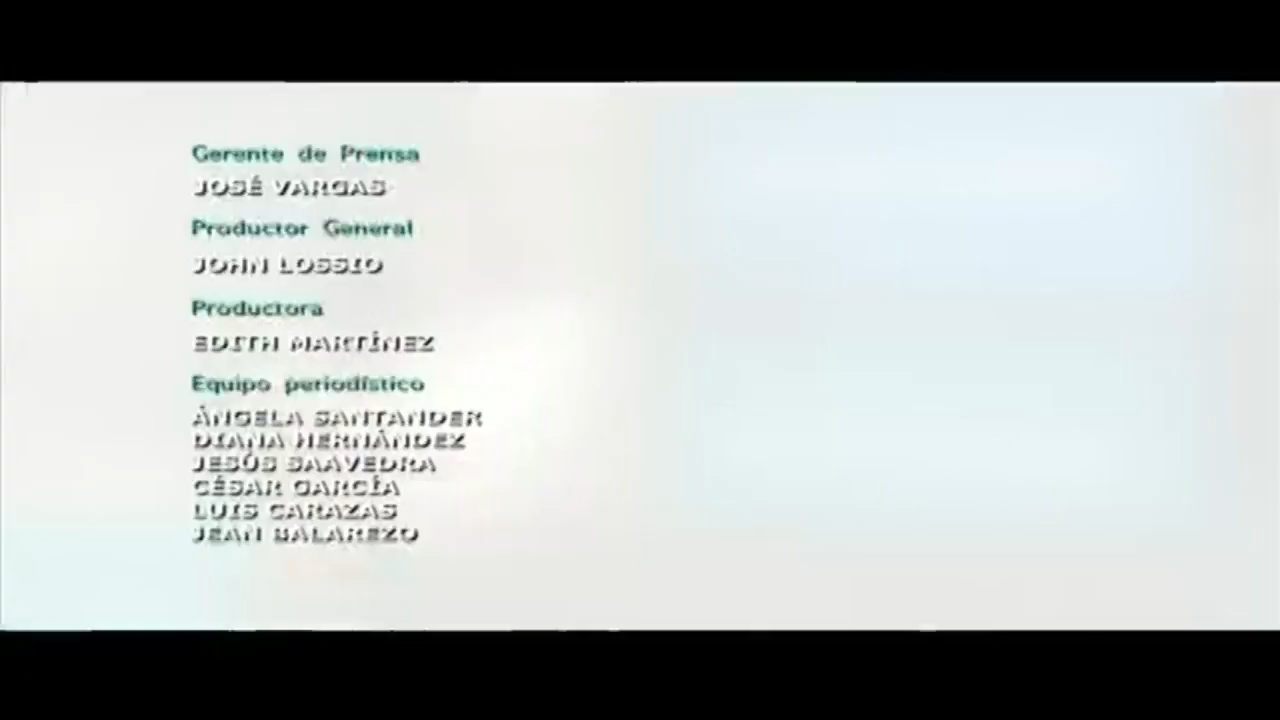 Gerente de Prensa
JOSÉ VARGAS
Productor General
JOHN LOSSIO
Productora
EDITH MARTÍNEZ
Equipo periodístico
ÁNGELA SANTANDER
DIANA HERNÁNDEZ
JESÚS SAAVEDRA
CÉSAR GARCÍA
LUIS CARAZAS
JEAN BALAREZO